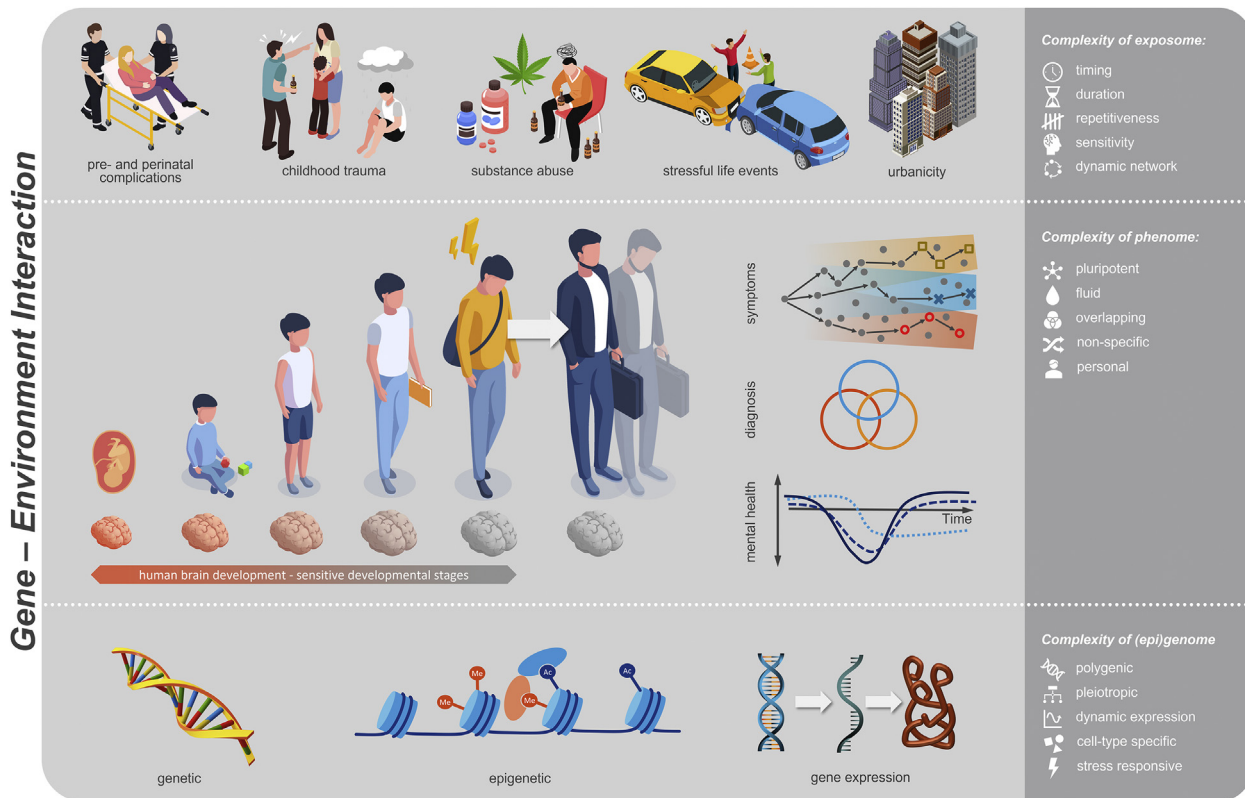 Gene – Environment Interaction
pre- and perinatal
complications
childhood trauma
substance abuse
stressful life events
urbanicity
Complexity of exposome:
timing
duration
repetitiveness
sensitivity
dynamic network
human brain development - sensitive developmental stages
symptoms
diagnosis
mental health
Time
Complexity of phenome:
pluripotent
fluid
overlapping
non-specific
personal
Me
Me
Me
Ac
Ac
genetic
epigenetic
gene expression
Complexity of (epi)genome
polygenic
pleiotropic
dynamic expression
cell-type specific
stress responsive